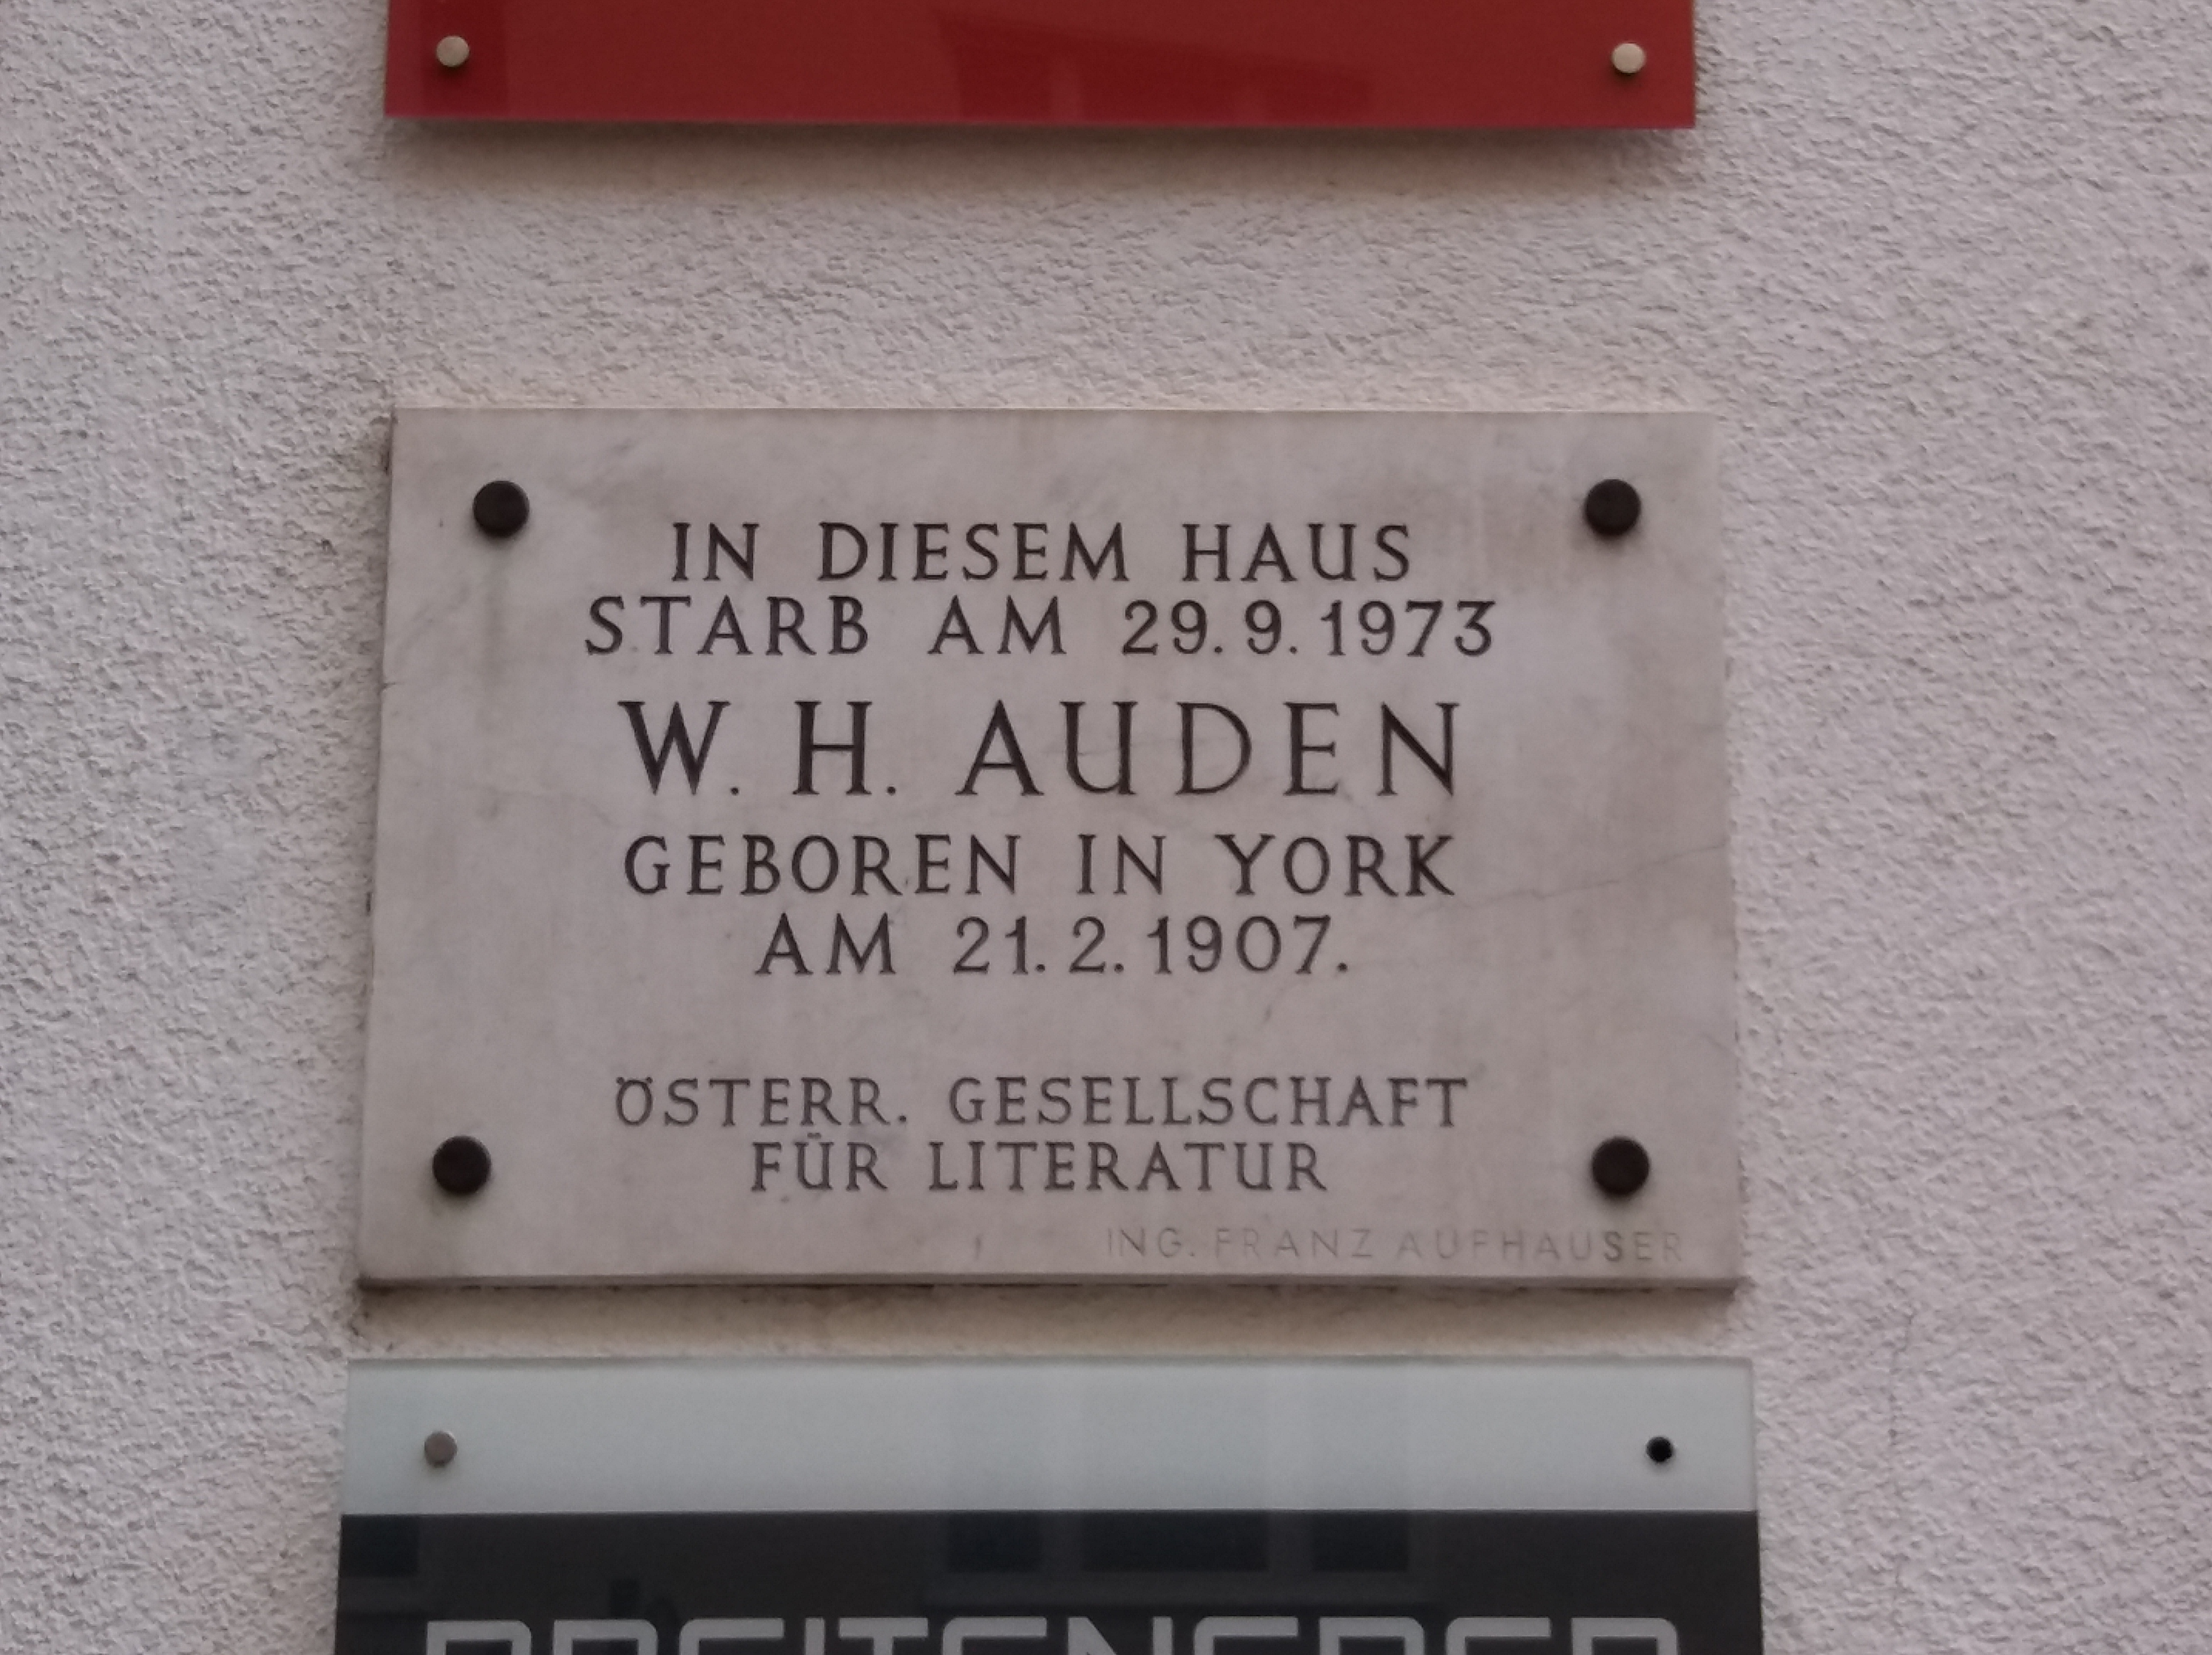 IN DIESEM HAUS
STARB AM 29.9.1973
W. H. AUDEN
GEBOREN IN YORK
AM 21.2.1907.
ÖSTERR. GESELLSCHAFT
FÜR LITERATUR
ING. FRANZ AUFHAUSER